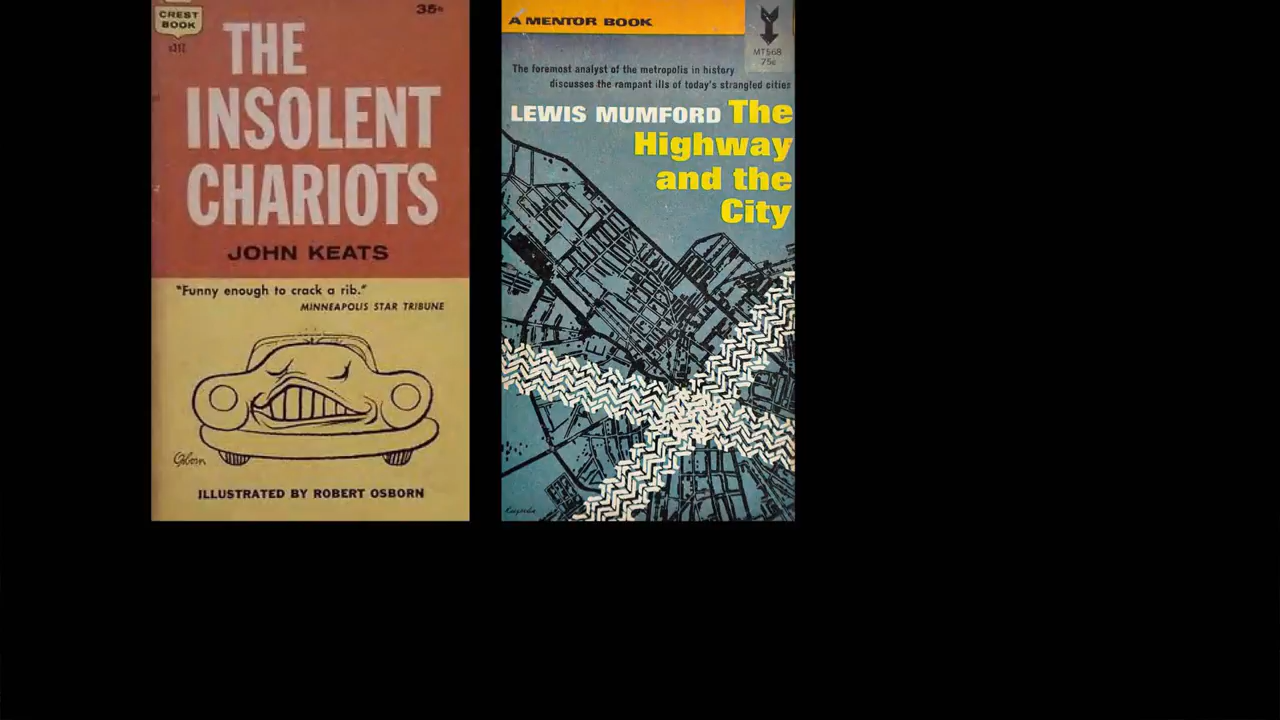 CREST
BOOK
35¢
s312
THE
INSOLENT
CHARIOTS
JOHN KEATS
"Funny enough to crack a rib."
MINNEAPOLIS STAR TRIBUNE
Osborn
ILLUSTRATED BY ROBERT OSBORN
A MENTOR BOOK
MT568
75c
The foremost analyst of the metropolis in history
discusses the rampant ills of today's strangled cities
LEWIS MUMFORD The
Highway
and the
City